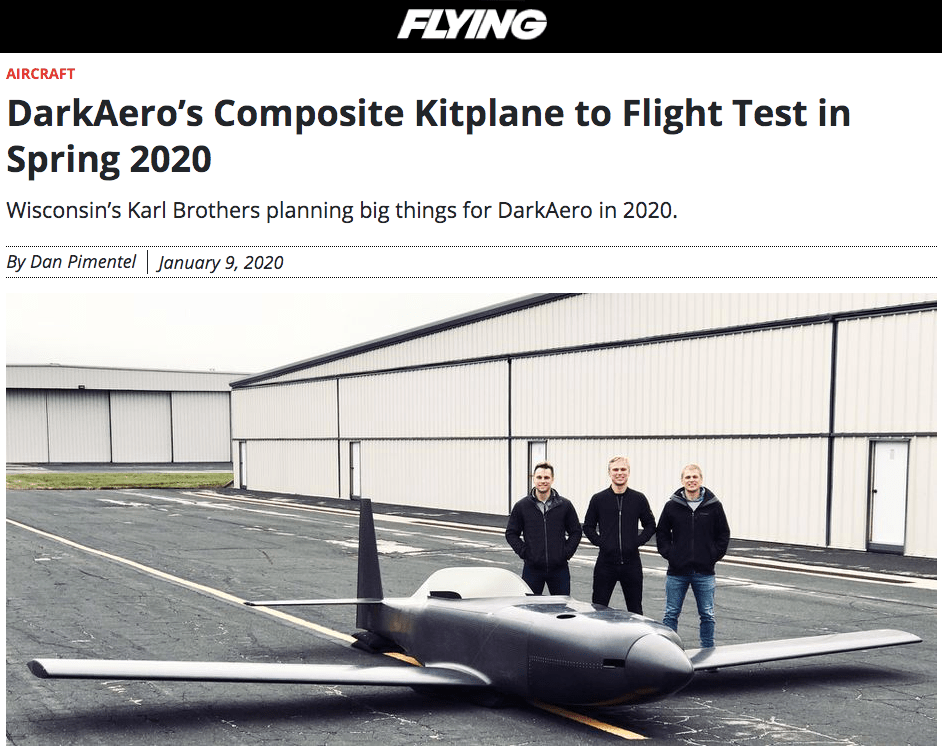 FLYING
AIRCRAFT
DarkAero’s Composite Kitplane to Flight Test in
Spring 2020
Wisconsin’s Karl Brothers planning big things for DarkAero in 2020.
By Dan Pimentel | January 9, 2020